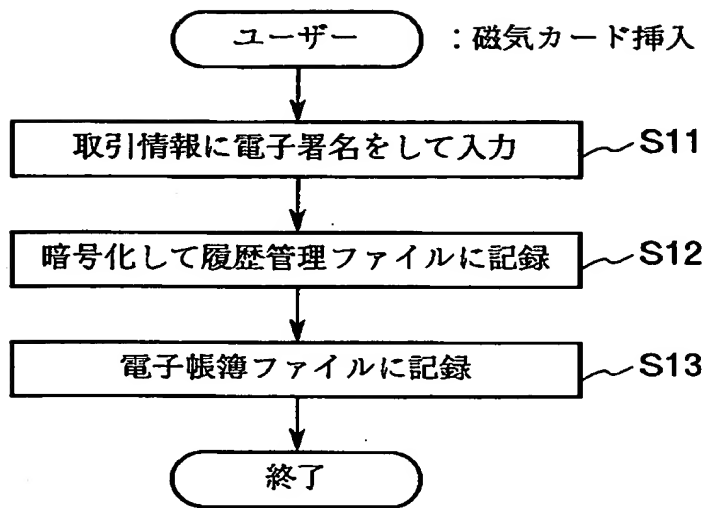 ユーザー :磁気カード挿入
取引情報に電子署名をして入力 S11
暗号化して履歴管理ファイルに記録 S12
電子帳簿ファイルに記録 S13
終了